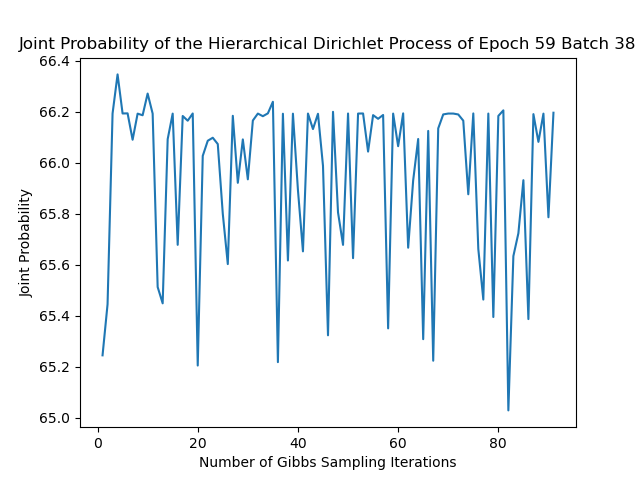 Joint Probability of the Hierarchical Dirichlet Process of Epoch 59 Batch 38
66.4
66.2
66.0
65.8
65.6
65.4
65.2
65.0
Joint Probability
0 20 40 60 80
Number of Gibbs Sampling Iterations